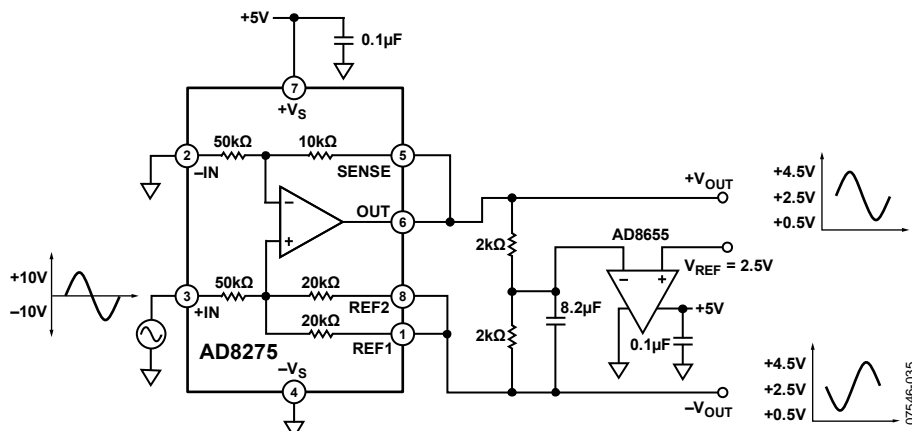 +5V
0.1µF
7
+VS
50kΩ
10kΩ
2
5
–IN
SENSE
–
OUT
6
+
+VOUT
+4.5V
+2.5V
+0.5V
2kΩ
AD8655
–
+
VREF = 2.5V
+10V
–10V
50kΩ
20kΩ
3
8
+IN
REF2
20kΩ
1
REF1
8.2µF
+5V
2kΩ
0.1µF
AD8275
–VS
4
–VOUT
+4.5V
+2.5V
+0.5V
07546-035